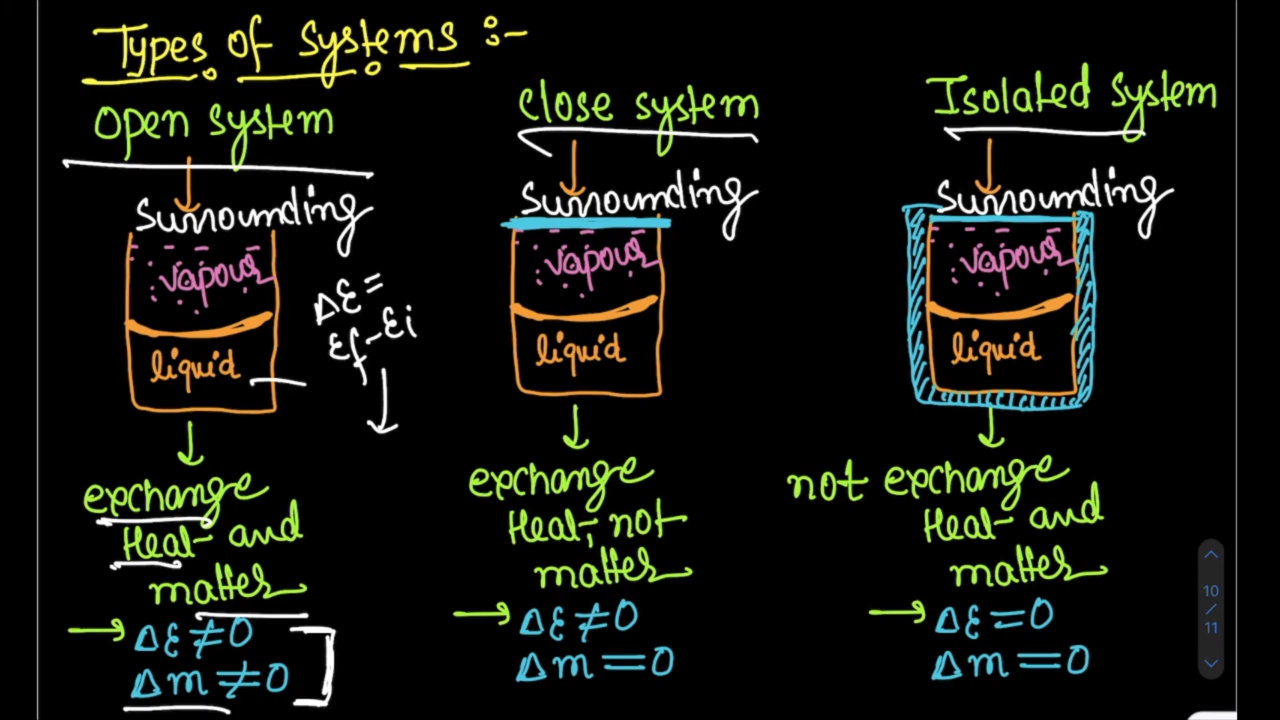 Types of systems :-
open system
Surrounding
vapour
liquid
ΔE =
Ef - Ei
exchange
Heat and
matter
→ ΔE ≠ 0
Δm ≠ 0
close system
Surrounding
vapour
liquid
exchange
Heat, not
matter
→ ΔE ≠ 0
Δm = 0
Isolated system
Surrounding
vapour
liquid
not exchange
Heat and
matter
→ ΔE = 0
Δm = 0
10
/
11